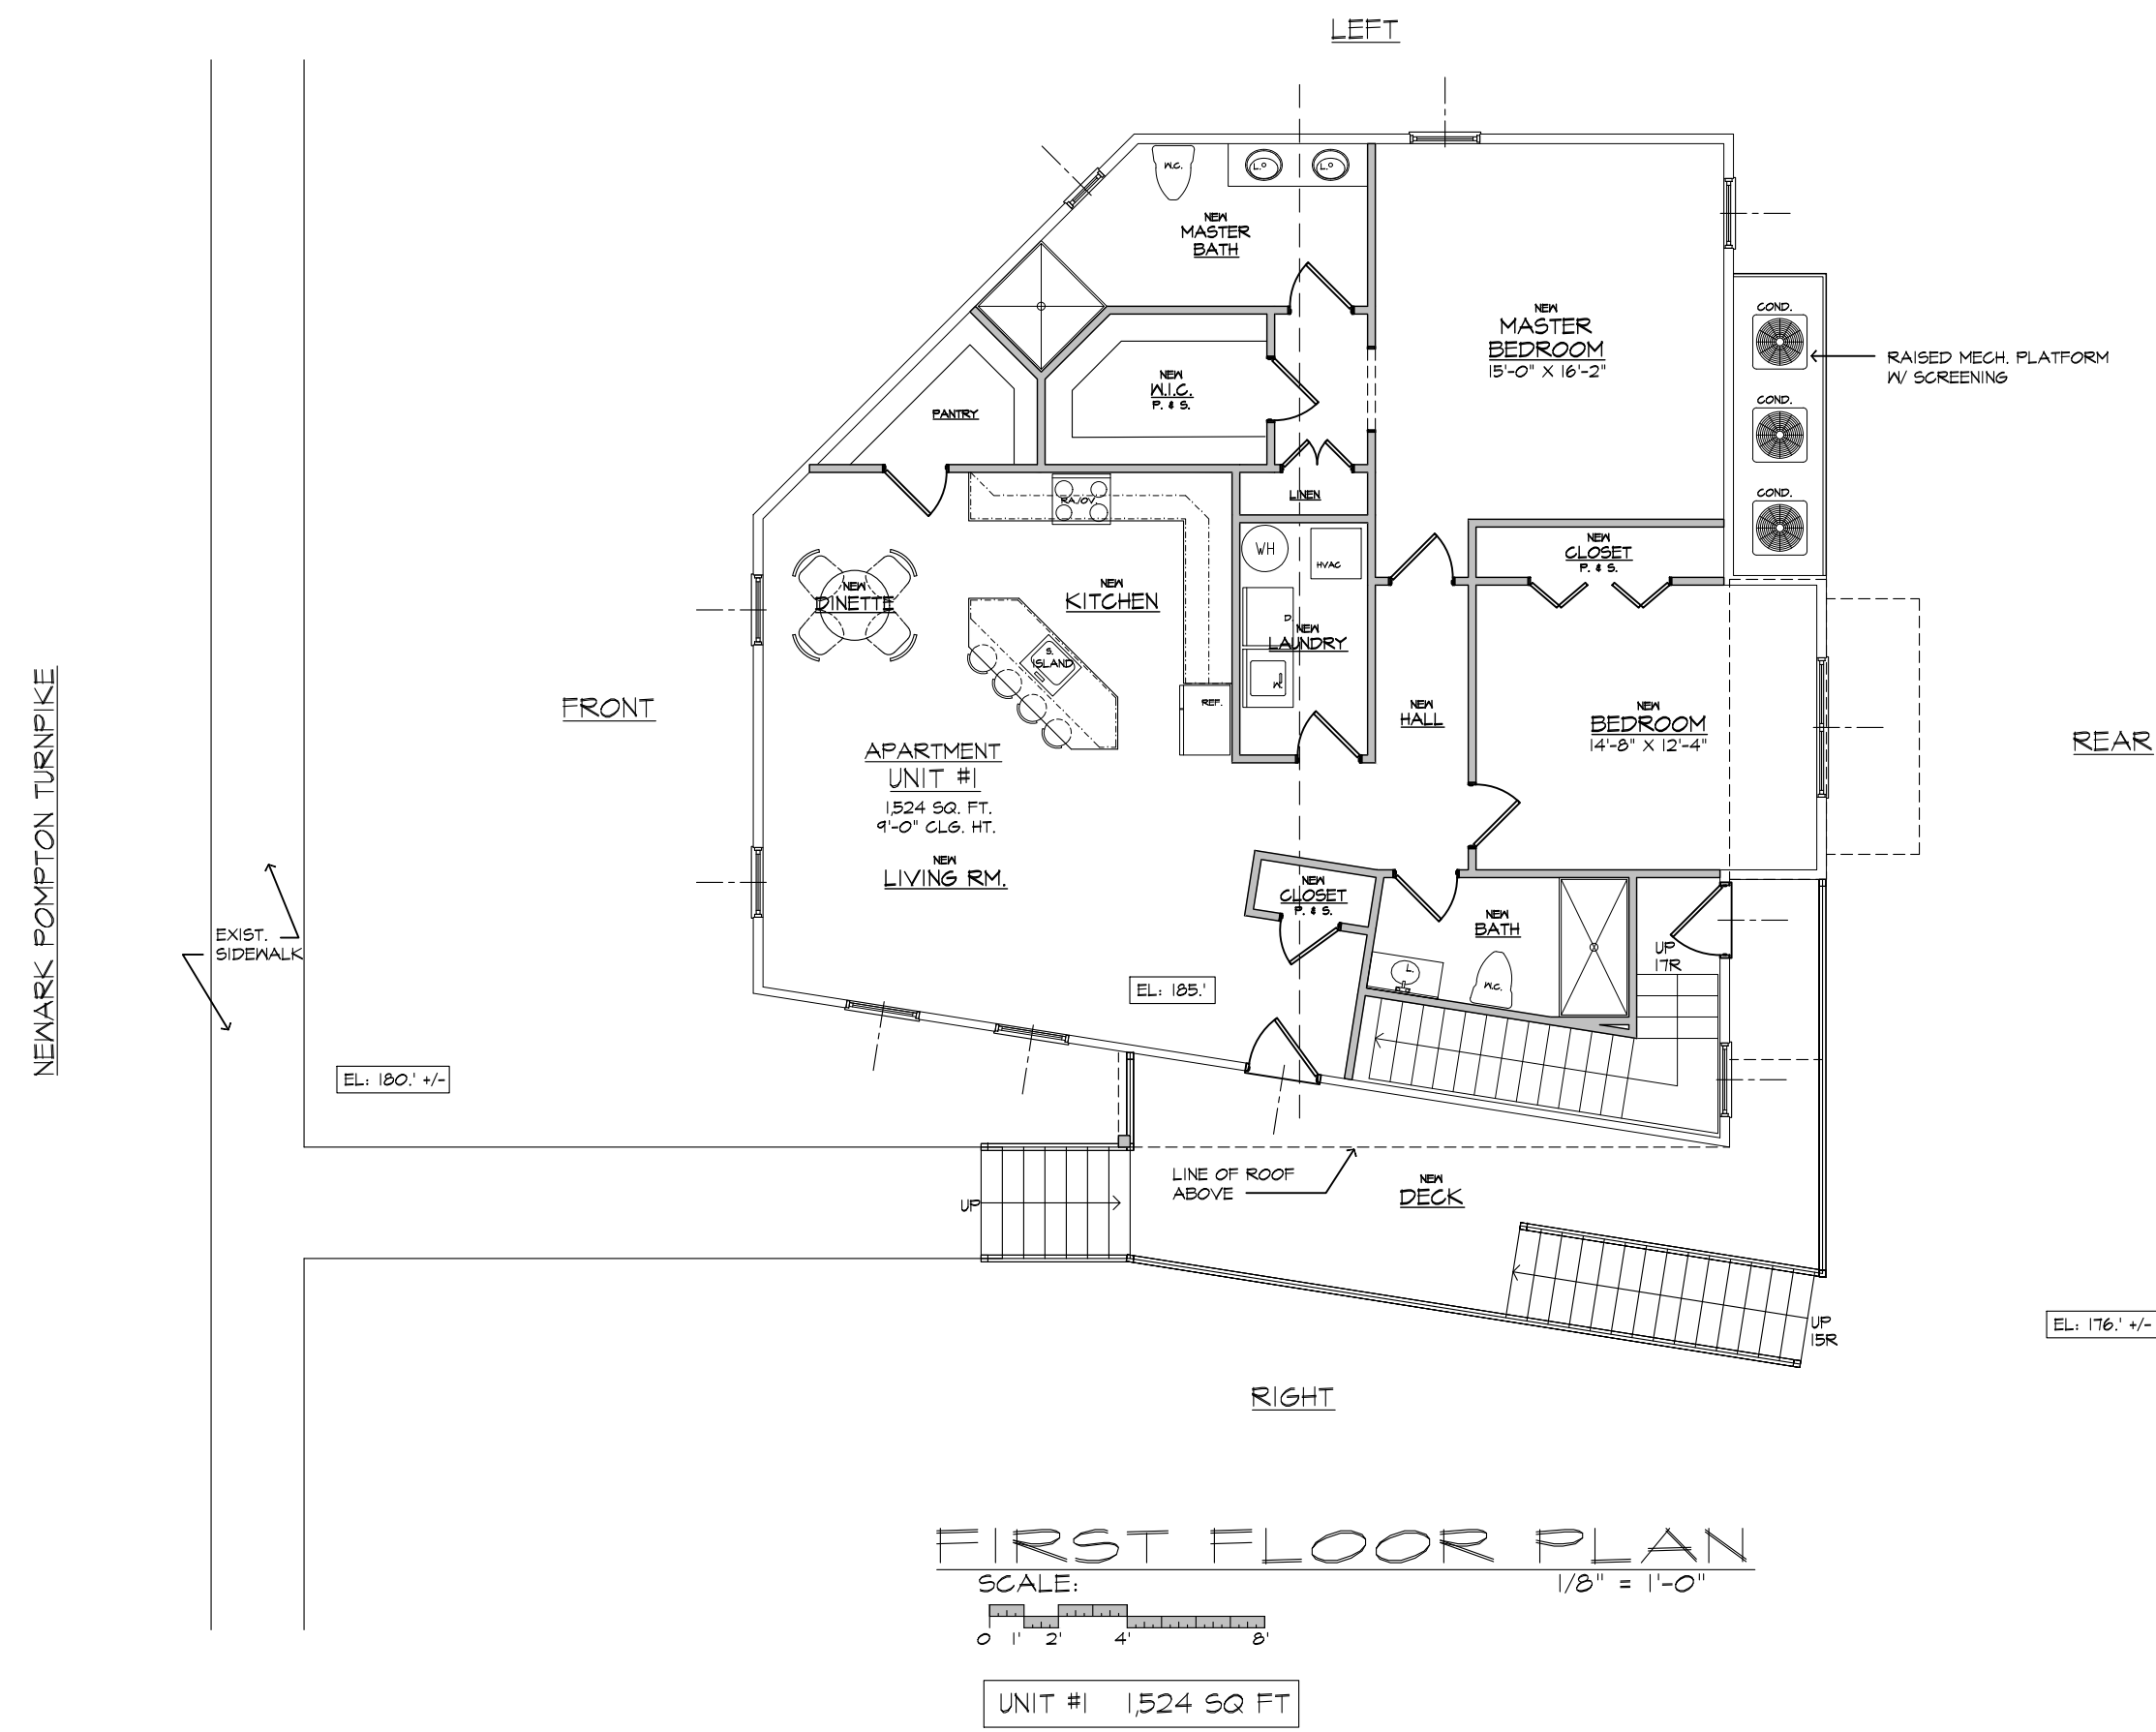 LEFT
W.C.
L.
L.
NEW
MASTER
BATH
NEW
MASTER
BEDROOM
15'-0" X 16'-2"
COND.
RAISED MECH. PLATFORM
W/ SCREENING
COND.
COND.
NEW
W.I.C.
P. & S.
PANTRY
LINEN
RA./OV.
WH
HVAC
NEW
CLOSET
P. & S.
NEW
DINETTE
NEW
KITCHEN
D.
NEW
LAUNDRY
W.
S.
ISLAND
REF.
NEW
HALL
NEW
BEDROOM
14'-8" X 12'-4"
FRONT
REAR
NEWARK POMPTON TURNPIKE
APARTMENT
UNIT #1
1,524 SQ. FT.
9'-0" CLG. HT.
NEW
LIVING RM.
NEW
CLOSET
P. & S.
NEW
BATH
L.
W.C.
UP
17R
EXIST.
SIDEWALK
EL: 185.'
EL: 180.' +/-
UP
LINE OF ROOF
ABOVE
NEW
DECK
UP
15R
EL: 176.' +/-
RIGHT
FIRST FLOOR PLAN
SCALE: 1/8" = 1'-0"
0 1' 2' 4' 8'
UNIT #1 1,524 SQ FT